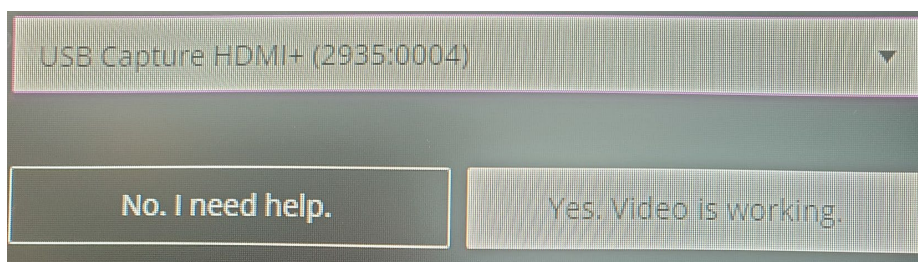 USB Capture HDMI+ (2935:0004)
No. I need help.
Yes. Video is working.